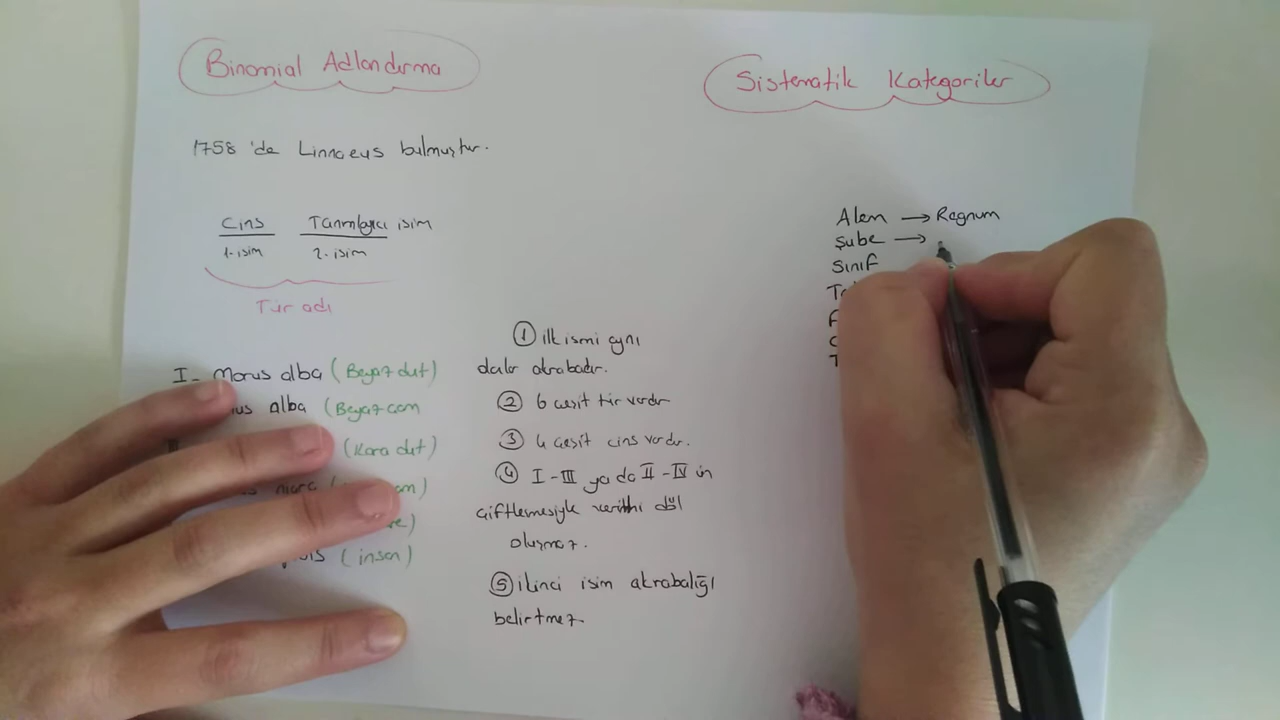 Binomial Adlandırma
1758 'de Linnaeus bulmuştur.
Cins Tanımlayıcı isim
1. isim 2. isim
Tür adı
I- Morus alba (Beyaz dut)
alba (Beyaz çam
(Kara dut)
(insan)
① ilk ismi aynı
olanlar akrabadır.
② 6 çeşit tür vardır
③ 4 çeşit cins vardır.
④ I-III ya da II-IV ün
çiftlemesiyle verimli döl
oluşmaz.
⑤ ikinci isim akrabalığı
belirtmez.
Sistematik Kategoriler
Alem → Regnum
Şube →
Sınıf